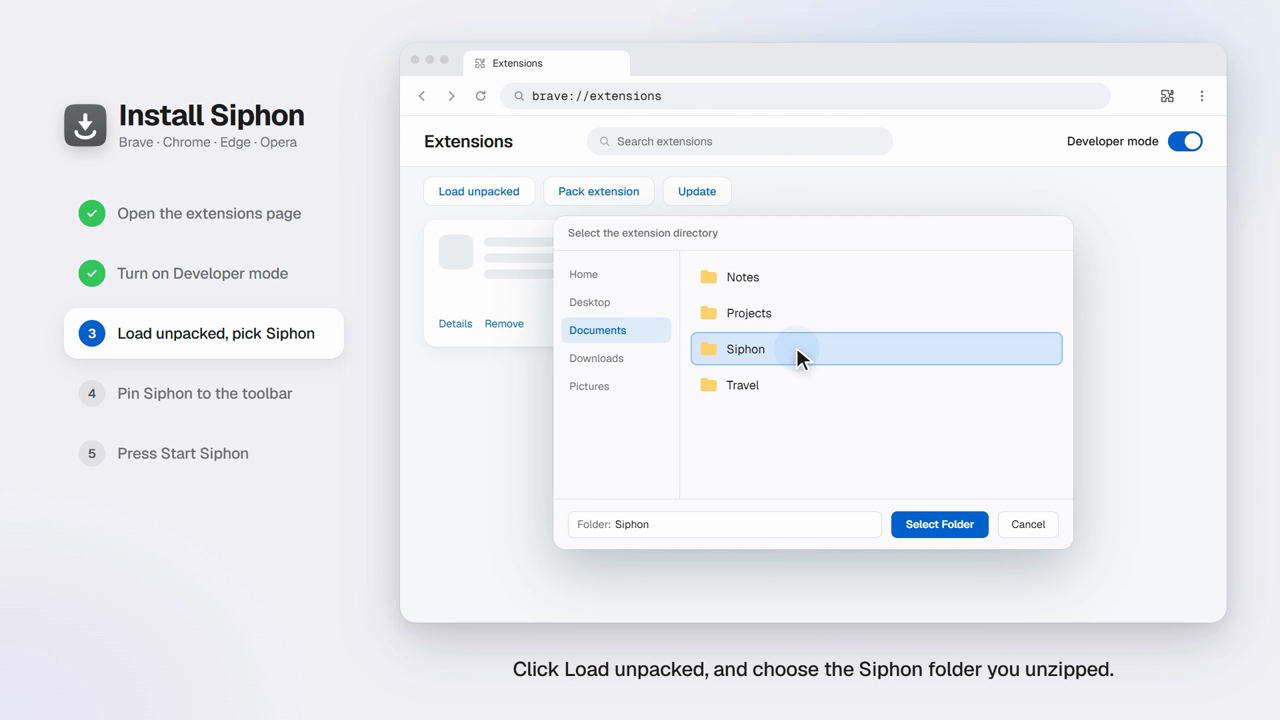 Install Siphon
Brave · Chrome · Edge · Opera
Open the extensions page
Turn on Developer mode
3 Load unpacked, pick Siphon
4 Pin Siphon to the toolbar
5 Press Start Siphon
Extensions
brave://extensions
Extensions
Search extensions
Developer mode
Load unpacked
Pack extension
Update
Details
Remove
Select the extension directory
Home
Desktop
Documents
Downloads
Pictures
Notes
Projects
Siphon
Travel
Folder: Siphon
Select Folder
Cancel
Click Load unpacked, and choose the Siphon folder you unzipped.